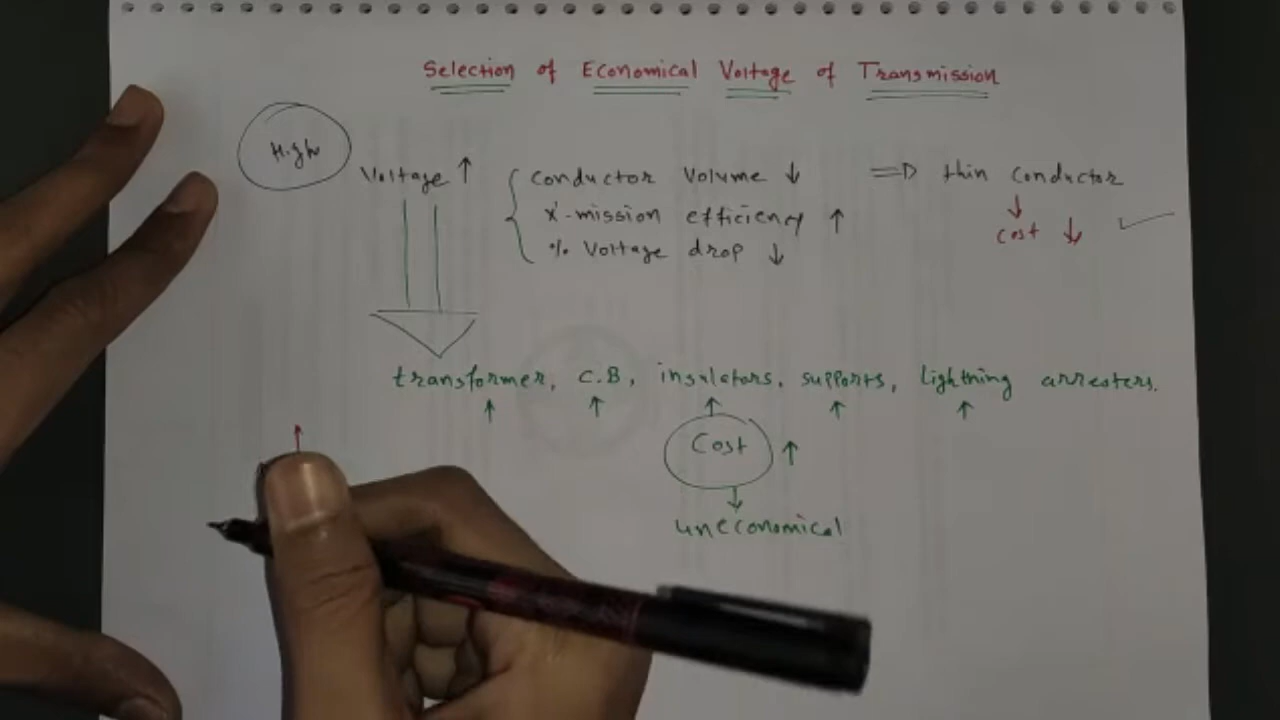 Selection of Economical Voltage of Transmission
High
Voltage ↑ { Conductor Volume ↓ ⇒ thin conductor
x'-mission efficiency ↑ ↓
% Voltage drop ↓ cost ↓ ✓
transformer, C.B, insulators, supports, lightning arresters.
↑ ↑ ↑ ↑ ↑
Cost ↑
↓
uneconomical